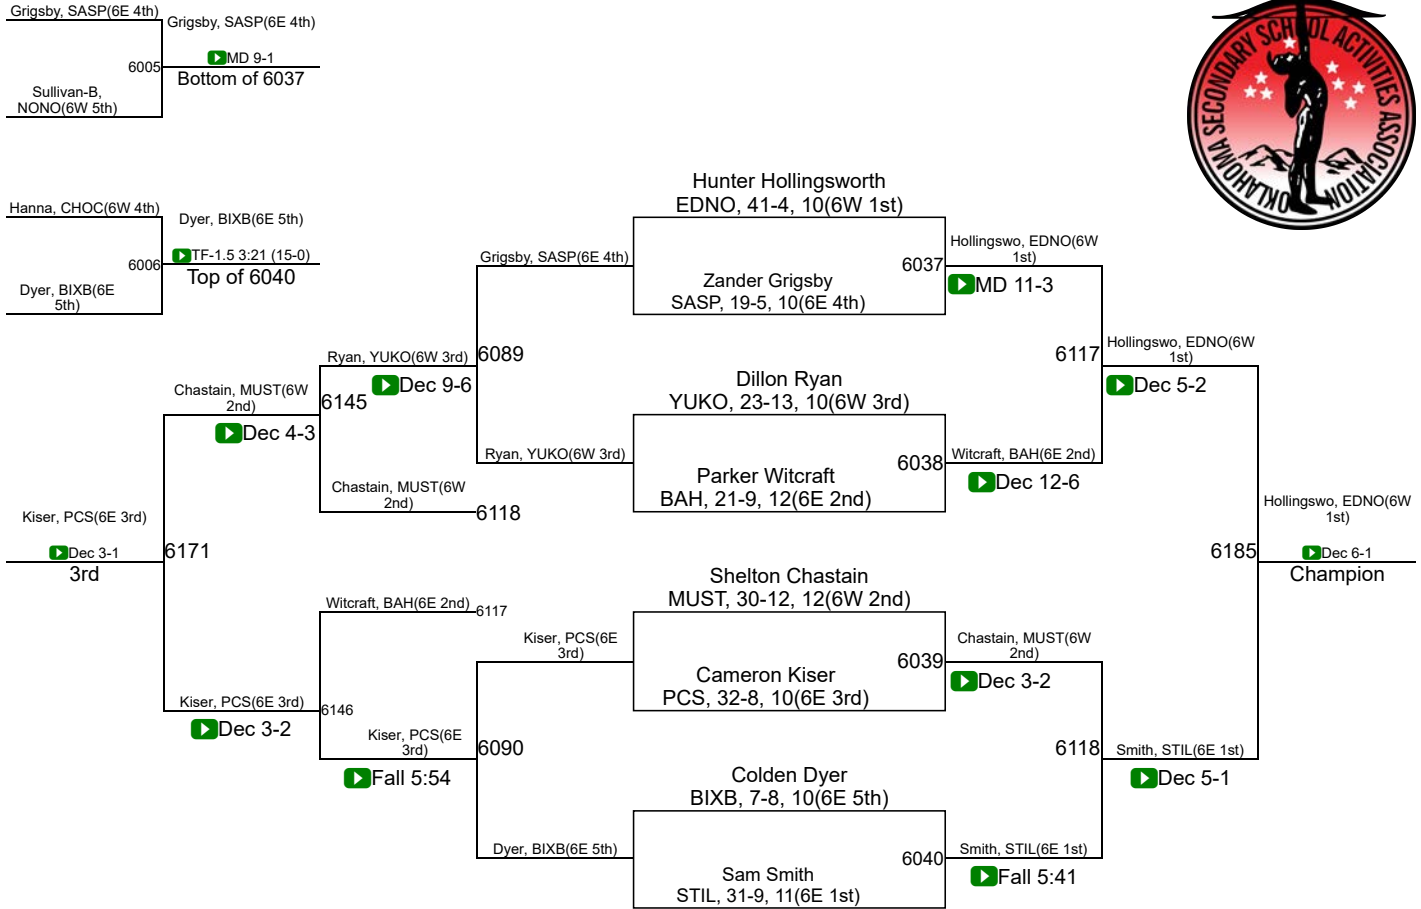 Grigsby, SASP(6E 4th)
Grigsby, SASP(6E 4th)
MD 9-1
6005
Bottom of 6037
Sullivan-B,
NONO(6W 5th)
OKLAHOMA SECONDARY SCHOOL ACTIVITIES ASSOCIATION
Hanna, CHOC(6W 4th)
Dyer, BIXB(6E 5th)
TF-1.5 3:21 (15-0)
6006
Top of 6040
Dyer, BIXB(6E
5th)
Hunter Hollingsworth
EDNO, 41-4, 10(6W 1st)
Grigsby, SASP(6E 4th)
6037
Zander Grigsby
SASP, 19-5, 10(6E 4th)
Hollingswo, EDNO(6W
1st)
MD 11-3
Ryan, YUKO(6W 3rd)
6089
Dec 9-6
Dillon Ryan
YUKO, 23-13, 10(6W 3rd)
6117
Hollingswo, EDNO(6W
1st)
Dec 5-2
Chastain, MUST(6W
2nd)
6145
Dec 4-3
Ryan, YUKO(6W 3rd)
6038
Parker Witcraft
BAH, 21-9, 12(6E 2nd)
Witcraft, BAH(6E 2nd)
Dec 12-6
Chastain, MUST(6W
2nd)
6118
Kiser, PCS(6E 3rd)
Dec 3-1
3rd
6171
Hollingswo, EDNO(6W
1st)
6185
Dec 6-1
Champion
Shelton Chastain
MUST, 30-12, 12(6W 2nd)
Witcraft, BAH(6E 2nd)
6117
Kiser, PCS(6E
3rd)
6039
Cameron Kiser
PCS, 32-8, 10(6E 3rd)
Chastain, MUST(6W
2nd)
Dec 3-2
Kiser, PCS(6E 3rd)
6146
Dec 3-2
Kiser, PCS(6E
3rd)
6090
Fall 5:54
Colden Dyer
BIXB, 7-8, 10(6E 5th)
6118
Smith, STIL(6E 1st)
Dec 5-1
Dyer, BIXB(6E 5th)
6040
Sam Smith
STIL, 31-9, 11(6E 1st)
Smith, STIL(6E 1st)
Fall 5:41